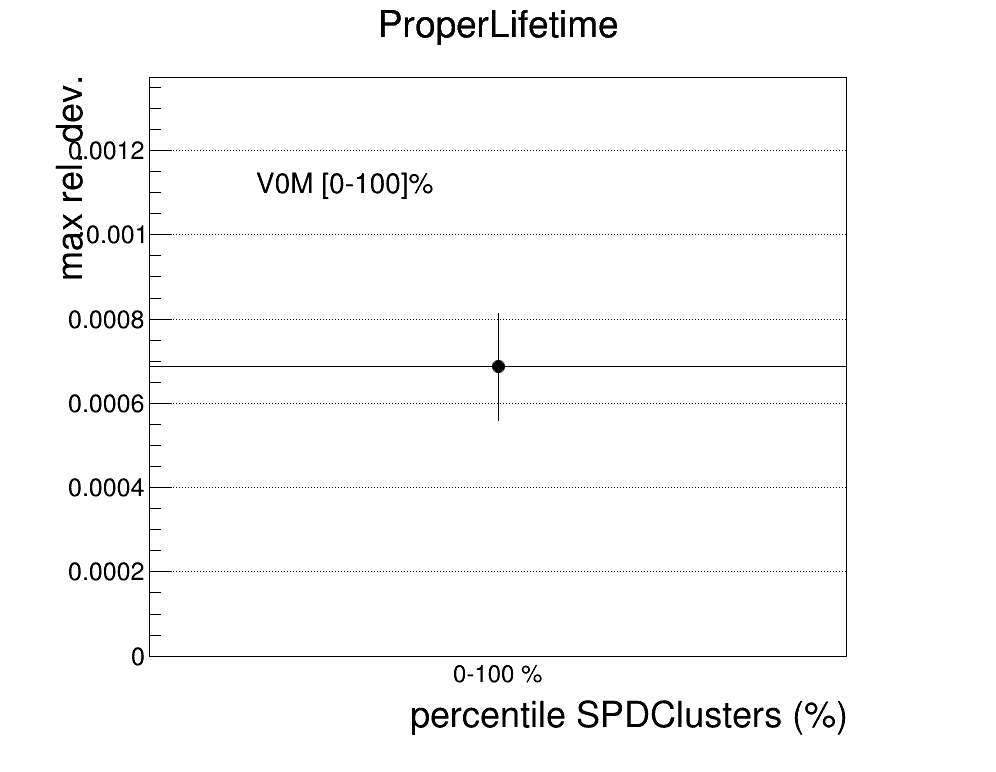 ProperLifetime
max rel. dev.
0.0012
V0M [0-100]%
0.001
0.0008
0.0006
0.0004
0.0002
0
0-100 %
percentile SPDClusters (%)